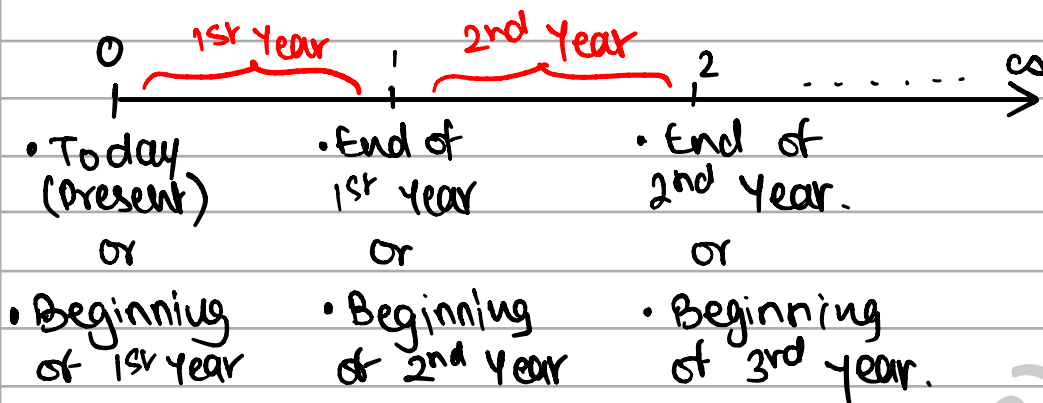 1st Year 2nd Year
0 1 2 ....... ∞
• Today • End of • End of
(Present) 1st Year 2nd Year.
or or or
• Beginning • Beginning • Beginning
of 1st Year of 2nd Year of 3rd year.